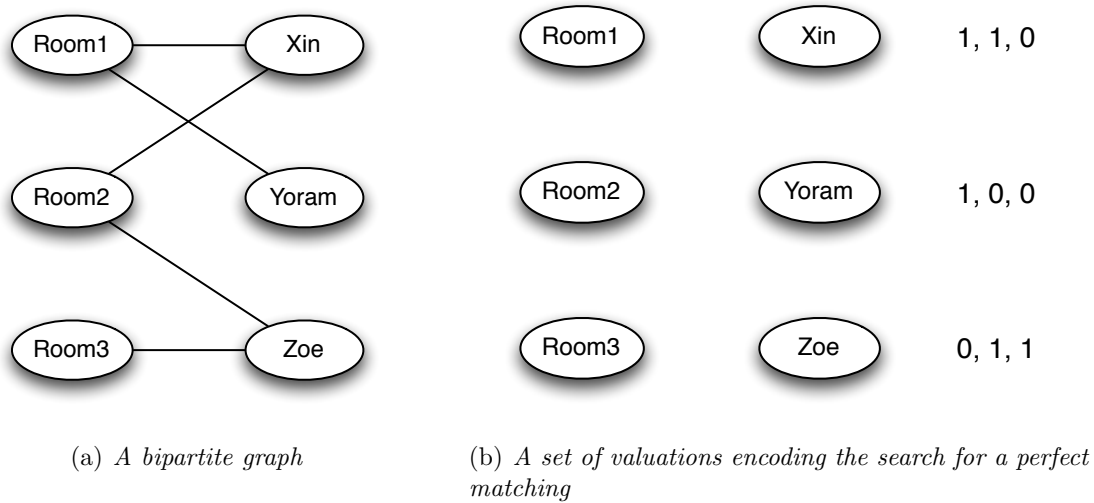 Room1 Xin Room1 Xin 1, 1, 0
Room2 Yoram Room2 Yoram 1, 0, 0
Room3 Zoe Room3 Zoe 0, 1, 1
(a) A bipartite graph
(b) A set of valuations encoding the search for a perfect
matching